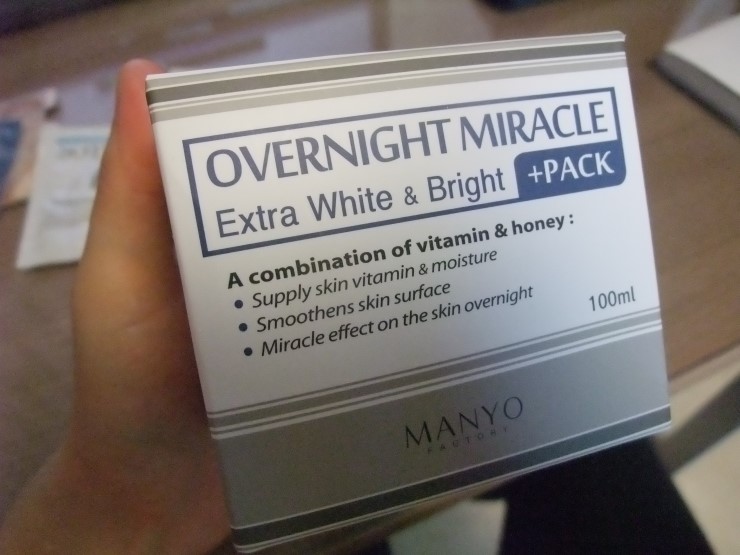 OVERNIGHT MIRACLE
Extra White & Bright +PACK
A combination of vitamin & honey :
• Supply skin vitamin & moisture
• Smoothens skin surface
• Miracle effect on the skin overnight
100ml
MANYO
FACTORY